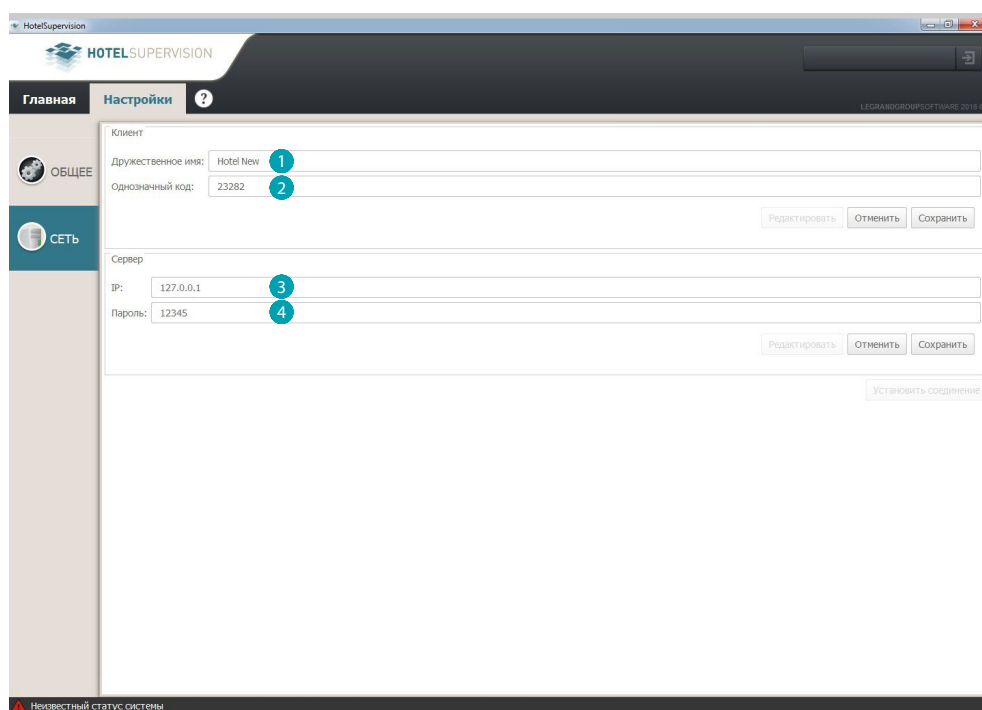 HotelSupervision
HOTELSUPERVISION
Главная Настройки ?
LEGRANDGROUPSOFTWARE 2016
Клиент
Дружественное имя: Hotel New 1
ОБЩЕЕ
Однозначный код: 23282 2
Редактировать Отменить Сохранить
СЕТЬ
Сервер
IP: 127.0.0.1 3
Пароль: 12345 4
Редактировать Отменить Сохранить
Установить соединение
Неизвестный статус системы